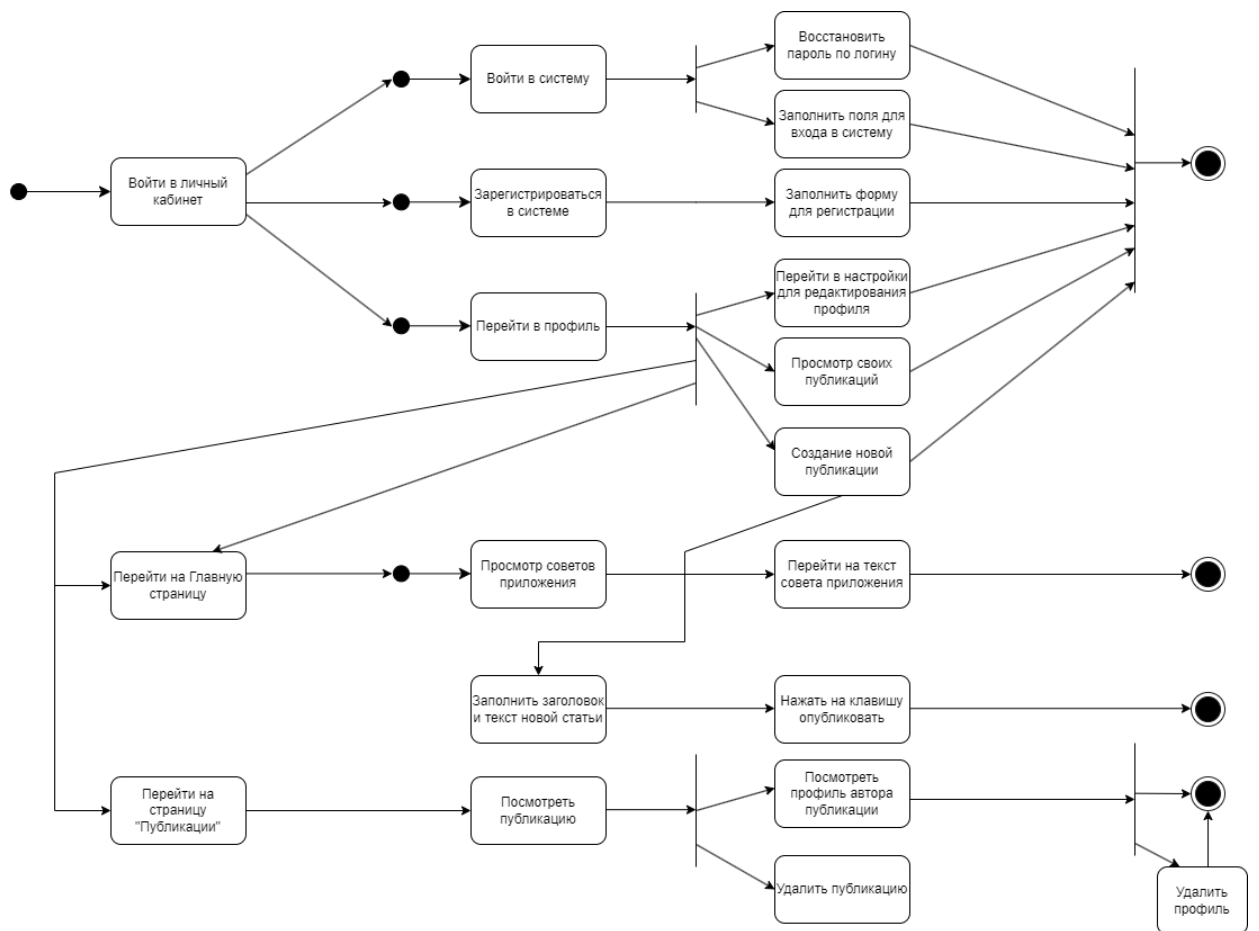 Восстановить
пароль по логину
Войти в систему
Заполнить поля для
входа в систему
Войти в личный
кабинет
Зарегистрироваться
в системе
Заполнить форму
для регистрации
Перейти в настройки
для редактирования
профиля
Перейти в профиль
Просмотр своих
публикаций
Создание новой
публикации
Перейти на Главную
страницу
Просмотр советов
приложения
Перейти на текст
совета приложения
Заполнить заголовок
и текст новой статьи
Нажать на клавишу
опубликовать
Перейти на
страницу
"Публикации"
Посмотреть
публикацию
Посмотреть
профиль автора
публикации
Удалить публикацию
Удалить
профиль